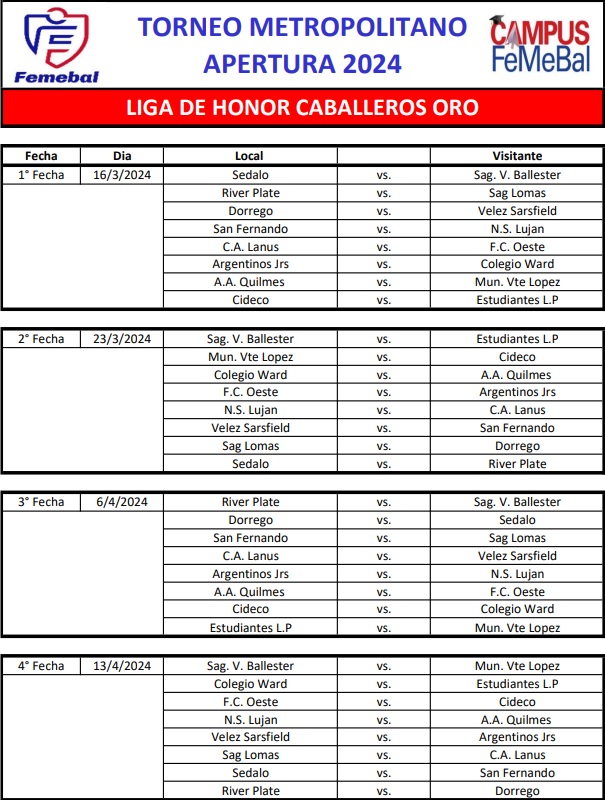 Femebal
TORNEO METROPOLITANO
APERTURA 2024
CAMPUS
FeMeBal
LIGA DE HONOR CABALLEROS ORO
Fecha Dia Local Visitante
1° Fecha 16/3/2024 Sedalo vs. Sag. V. Ballester
River Plate vs. Sag Lomas
Dorrego vs. Velez Sarsfield
San Fernando vs. N.S. Lujan
C.A. Lanus vs. F.C. Oeste
Argentinos Jrs vs. Colegio Ward
A.A. Quilmes vs. Mun. Vte Lopez
Cideco vs. Estudiantes L.P
2° Fecha 23/3/2024 Sag. V. Ballester vs. Estudiantes L.P
Mun. Vte Lopez vs. Cideco
Colegio Ward vs. A.A. Quilmes
F.C. Oeste vs. Argentinos Jrs
N.S. Lujan vs. C.A. Lanus
Velez Sarsfield vs. San Fernando
Sag Lomas vs. Dorrego
Sedalo vs. River Plate
3° Fecha 6/4/2024 River Plate vs. Sag. V. Ballester
Dorrego vs. Sedalo
San Fernando vs. Sag Lomas
C.A. Lanus vs. Velez Sarsfield
Argentinos Jrs vs. N.S. Lujan
A.A. Quilmes vs. F.C. Oeste
Cideco vs. Colegio Ward
Estudiantes L.P vs. Mun. Vte Lopez
4° Fecha 13/4/2024 Sag. V. Ballester vs. Mun. Vte Lopez
Colegio Ward vs. Estudiantes L.P
F.C. Oeste vs. Cideco
N.S. Lujan vs. A.A. Quilmes
Velez Sarsfield vs. Argentinos Jrs
Sag Lomas vs. C.A. Lanus
Sedalo vs. San Fernando
River Plate vs. Dorrego